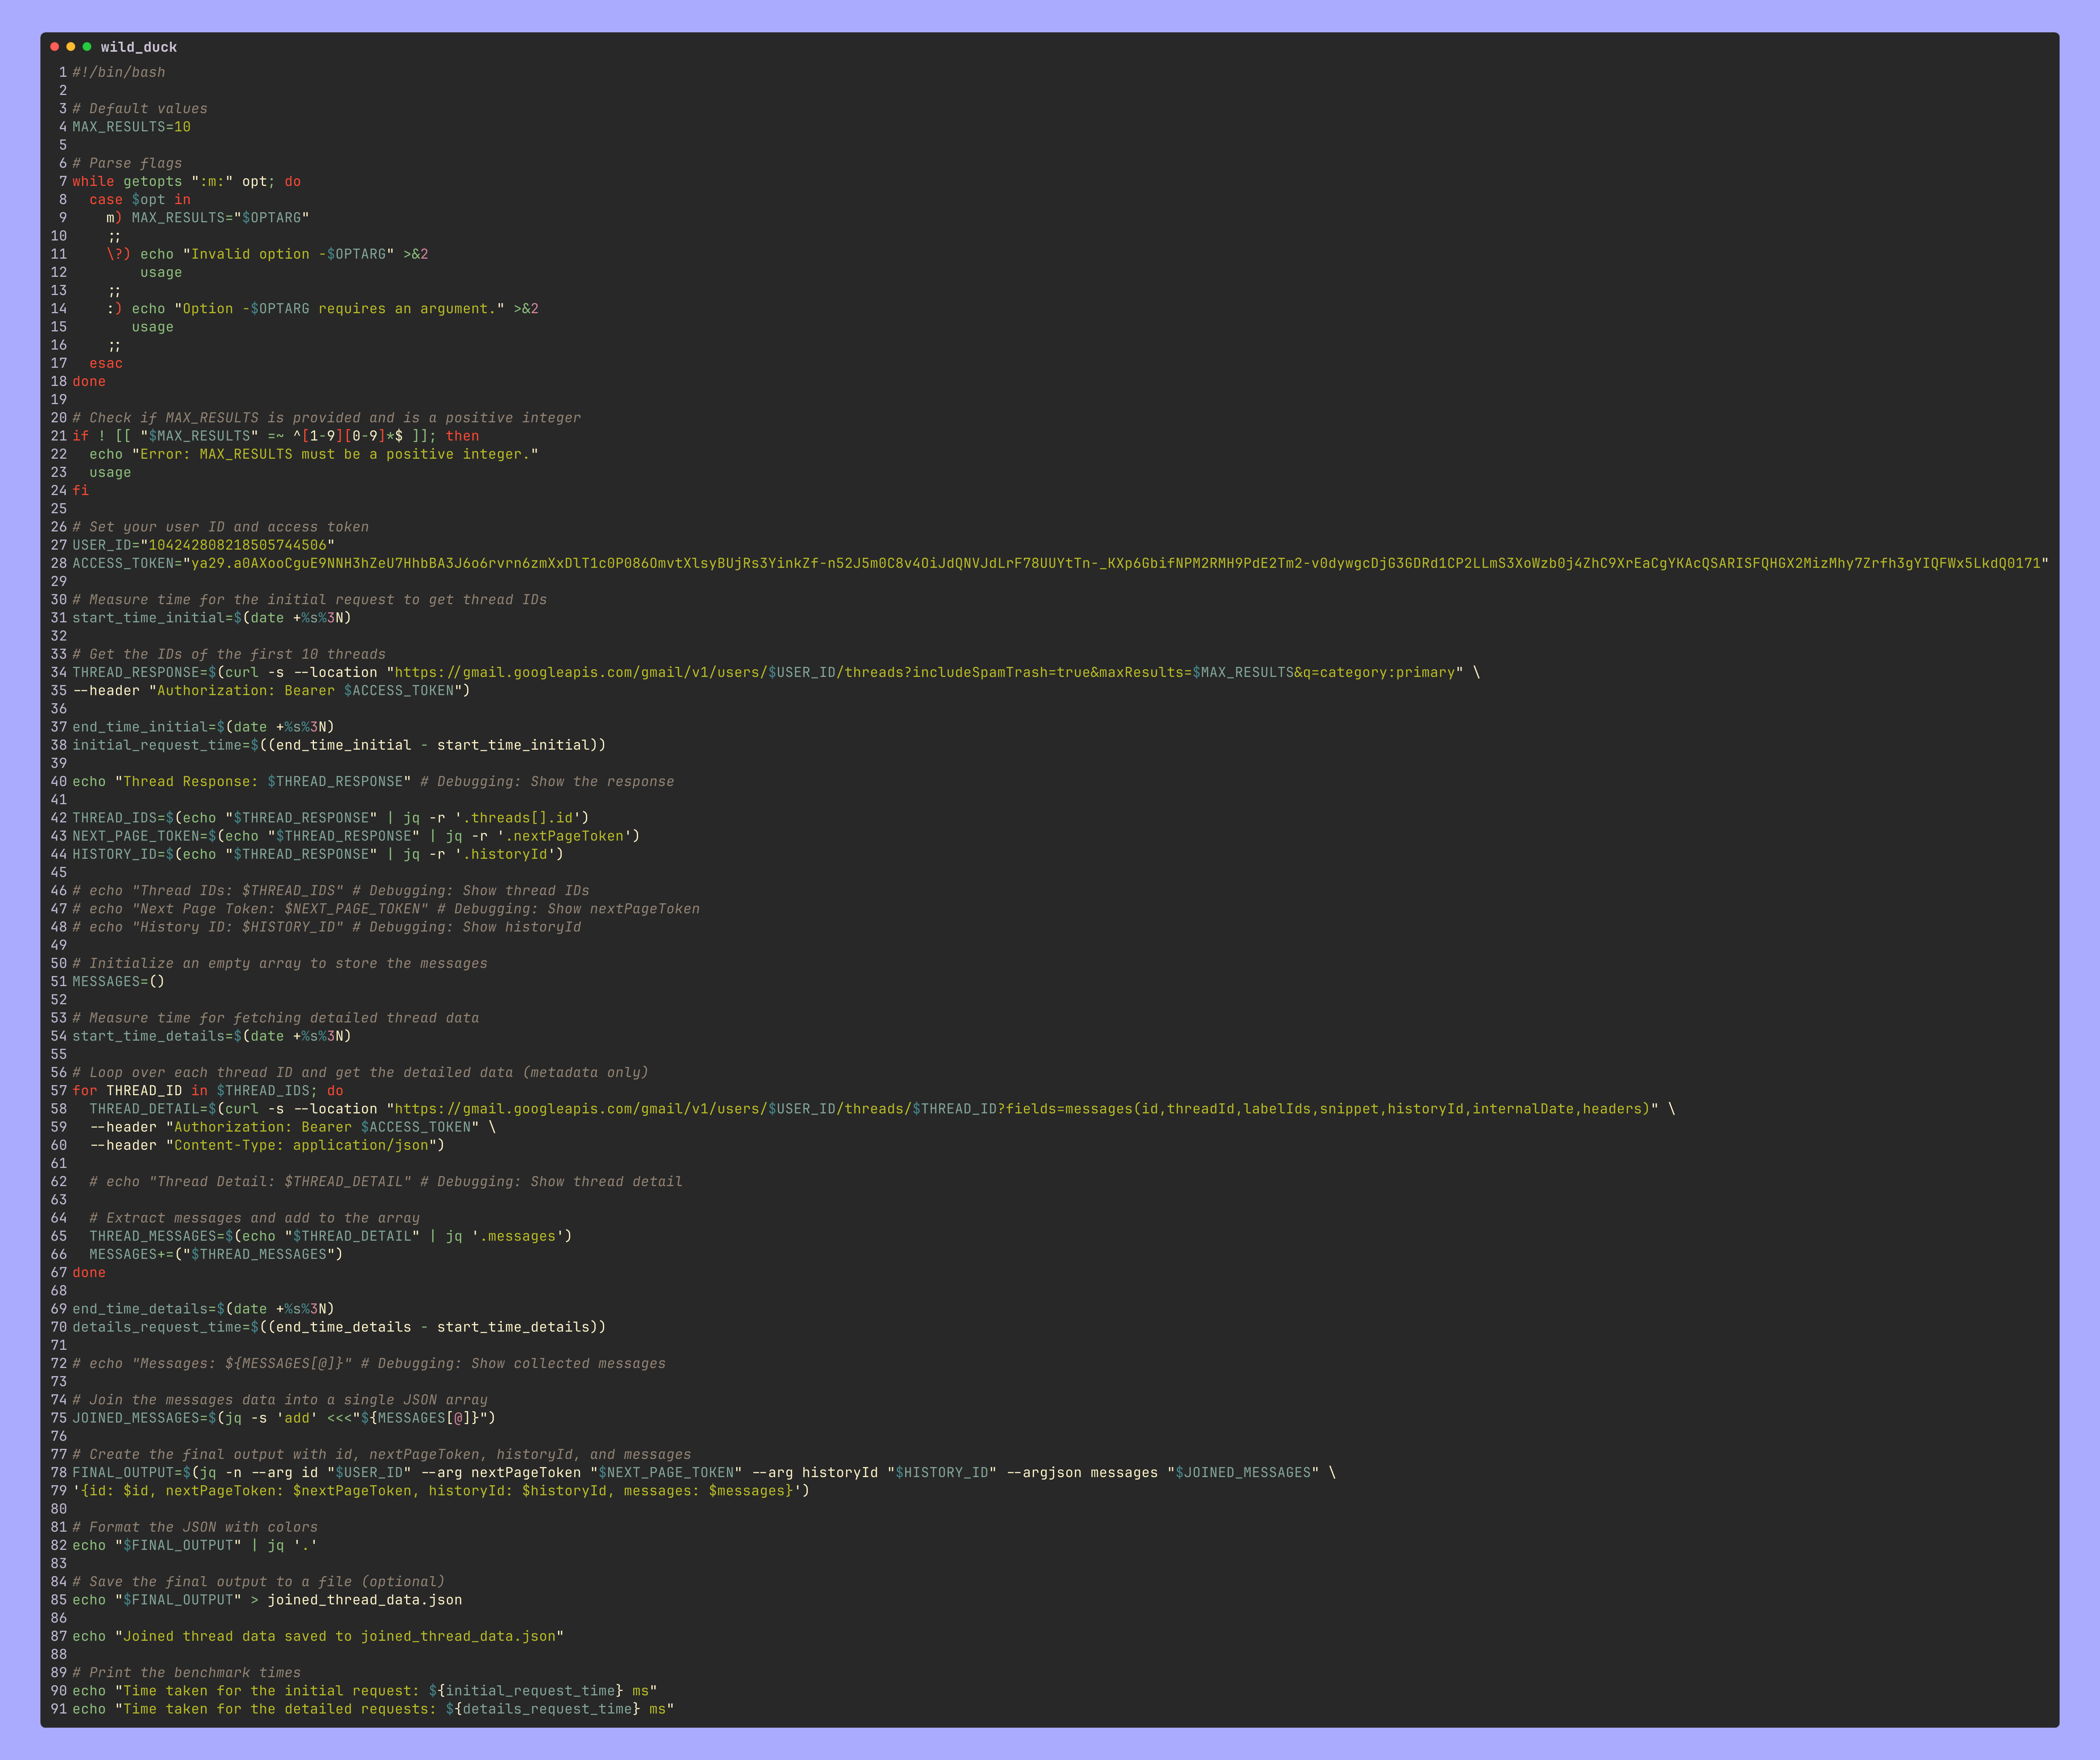 wild_duck
1 #!/bin/bash
2
3 # Default values
4 MAX_RESULTS=10
5
6 # Parse flags
7 while getopts ":m:" opt; do
8   case $opt in
9     m) MAX_RESULTS="$OPTARG"
10     ;;
11     \?) echo "Invalid option -$OPTARG" >&2
12         usage
13     ;;
14     :) echo "Option -$OPTARG requires an argument." >&2
15        usage
16     ;;
17   esac
18 done
19
20 # Check if MAX_RESULTS is provided and is a positive integer
21 if ! [[ "$MAX_RESULTS" =~ ^[1-9][0-9]*$ ]]; then
22   echo "Error: MAX_RESULTS must be a positive integer."
23   usage
24 fi
25
26 # Set your user ID and access token
27 USER_ID="104242808218505744506"
28 ACCESS_TOKEN="ya29.a0AXooCguE9NNH3hZeU7HhbBA3J6o6rvrn6zmXxDlT1c0P086OmvtXlsyBUjRs3YinkZf-n52J5m0C8v4OiJdQNVJdLrF78UUYtTn-_KXp6GbifNPM2RMH9PdE2Tm2-v0dywgcDjG3GDRd1CP2LLmS3XoWzb0j4ZhC9XrEaCgYKAcQSARISFQHGX2MizMhy7Zrfh3gYIQFWx5LkdQ0171"
29
30 # Measure time for the initial request to get thread IDs
31 start_time_initial=$(date +%s%3N)
32
33 # Get the IDs of the first 10 threads
34 THREAD_RESPONSE=$(curl -s --location "https://gmail.googleapis.com/gmail/v1/users/$USER_ID/threads?includeSpamTrash=true&maxResults=$MAX_RESULTS&q=category:primary" \
35 --header "Authorization: Bearer $ACCESS_TOKEN")
36
37 end_time_initial=$(date +%s%3N)
38 initial_request_time=$((end_time_initial - start_time_initial))
39
40 echo "Thread Response: $THREAD_RESPONSE" # Debugging: Show the response
41
42 THREAD_IDS=$(echo "$THREAD_RESPONSE" | jq -r '.threads[].id')
43 NEXT_PAGE_TOKEN=$(echo "$THREAD_RESPONSE" | jq -r '.nextPageToken')
44 HISTORY_ID=$(echo "$THREAD_RESPONSE" | jq -r '.historyId')
45
46 # echo "Thread IDs: $THREAD_IDS" # Debugging: Show thread IDs
47 # echo "Next Page Token: $NEXT_PAGE_TOKEN" # Debugging: Show nextPageToken
48 # echo "History ID: $HISTORY_ID" # Debugging: Show historyId
49
50 # Initialize an empty array to store the messages
51 MESSAGES=()
52
53 # Measure time for fetching detailed thread data
54 start_time_details=$(date +%s%3N)
55
56 # Loop over each thread ID and get the detailed data (metadata only)
57 for THREAD_ID in $THREAD_IDS; do
58   THREAD_DETAIL=$(curl -s --location "https://gmail.googleapis.com/gmail/v1/users/$USER_ID/threads/$THREAD_ID?fields=messages(id,threadId,labelIds,snippet,historyId,internalDate,headers)" \
59   --header "Authorization: Bearer $ACCESS_TOKEN" \
60   --header "Content-Type: application/json")
61
62   # echo "Thread Detail: $THREAD_DETAIL" # Debugging: Show thread detail
63
64   # Extract messages and add to the array
65   THREAD_MESSAGES=$(echo "$THREAD_DETAIL" | jq '.messages')
66   MESSAGES+=("$THREAD_MESSAGES")
67 done
68
69 end_time_details=$(date +%s%3N)
70 details_request_time=$((end_time_details - start_time_details))
71
72 # echo "Messages: ${MESSAGES[@]}" # Debugging: Show collected messages
73
74 # Join the messages data into a single JSON array
75 JOINED_MESSAGES=$(jq -s 'add' <<<"${MESSAGES[@]}")
76
77 # Create the final output with id, nextPageToken, historyId, and messages
78 FINAL_OUTPUT=$(jq -n --arg id "$USER_ID" --arg nextPageToken "$NEXT_PAGE_TOKEN" --arg historyId "$HISTORY_ID" --argjson messages "$JOINED_MESSAGES" \
79 '{id: $id, nextPageToken: $nextPageToken, historyId: $historyId, messages: $messages}')
80
81 # Format the JSON with colors
82 echo "$FINAL_OUTPUT" | jq '.'
83
84 # Save the final output to a file (optional)
85 echo "$FINAL_OUTPUT" > joined_thread_data.json
86
87 echo "Joined thread data saved to joined_thread_data.json"
88
89 # Print the benchmark times
90 echo "Time taken for the initial request: ${initial_request_time} ms"
91 echo "Time taken for the detailed requests: ${details_request_time} ms"